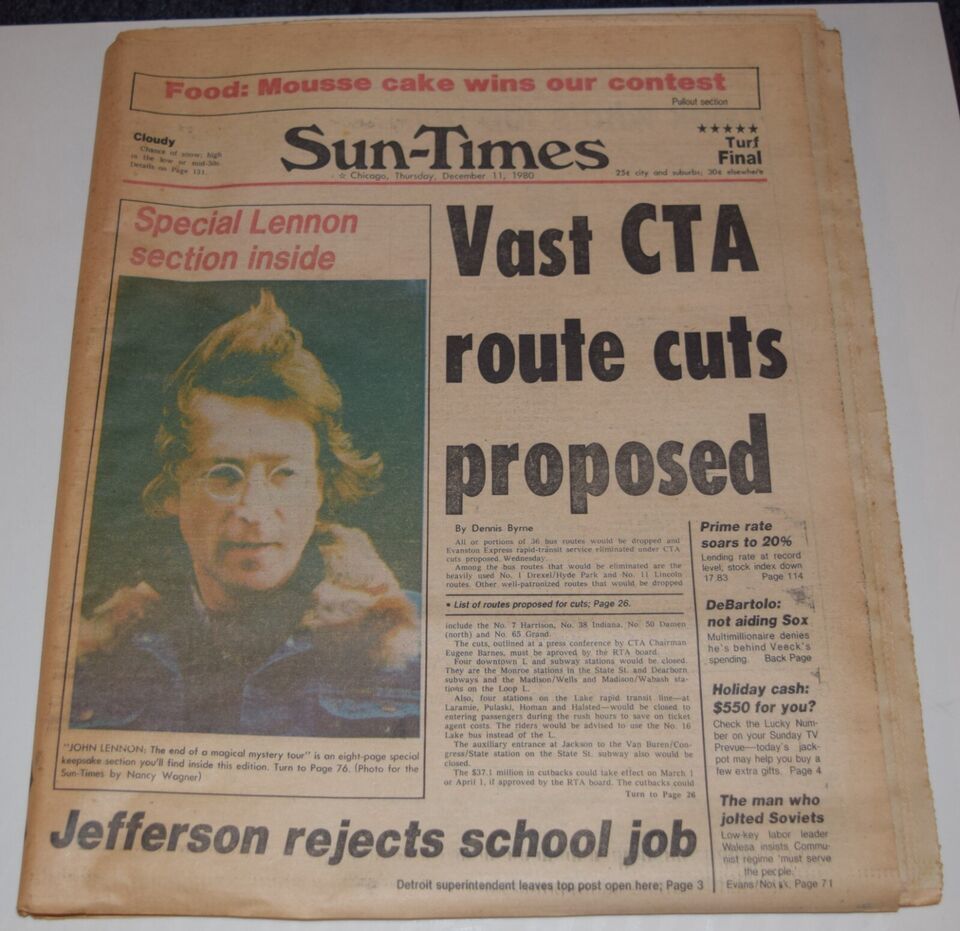 Food: Mousse cake wins our contest
Pullout section
Cloudy
Chance of snow; high
in the low or mid-30s.
Details on Page 131.
Sun-Times
☆ Chicago, Thursday, December 11, 1980
★★★★★
Turf
Final
25¢ city and suburbs; 30¢ elsewhere
Special Lennon
section inside
"JOHN LENNON: The end of a magical mystery tour" is an eight-page special
keepsake section you'll find inside this edition. Turn to Page 76. (Photo for the
Sun-Times by Nancy Wagner)
Vast CTA
route cuts
proposed
By Dennis Byrne
All or portions of 36 bus routes would be dropped and
Evanston Express rapid-transit service eliminated under CTA
cuts proposed Wednesday.
Among the bus routes that would be eliminated are the
heavily used No. 1 Drexel/Hyde Park and No. 11 Lincoln
routes. Other well-patronized routes that would be dropped
• List of routes proposed for cuts; Page 26.
include the No. 7 Harrison, No. 38 Indiana, No. 50 Damen
(north) and No. 65 Grand.
The cuts, outlined at a press conference by CTA Chairman
Eugene Barnes, must be aproved by the RTA board.
Four downtown L and subway stations would be closed.
They are the Monroe stations in the State St. and Dearborn
subways and the Madison/Wells and Madison/Wabash sta-
tions on the Loop L.
Also, four stations on the Lake rapid transit line—at
Laramie, Pulaski, Homan and Halsted—would be closed to
entering passengers during the rush hours to save on ticket
agent costs. The riders would be advised to use the No. 16
Lake bus instead of the L.
The auxiliary entrance at Jackson to the Van Buren/Con-
gress/State station on the State St. subway also would be
closed.
The $37.1 million in cutbacks could take effect on March 1
or April 1, if approved by the RTA board. The cutbacks could
Turn to Page 26
Prime rate
soars to 20%
Lending rate at record
level; stock index down
17.83 Page 114
DeBartolo:
not aiding Sox
Multimillionaire denies
he's behind Veeck's
spending. Back Page
Holiday cash:
$550 for you?
Check the Lucky Num-
ber on your Sunday TV
Prevue—today's jack-
pot may help you buy a
few extra gifts. Page 4
The man who
jolted Soviets
Low-key labor leader
Walesa insists Commu-
nist regime 'must serve
the people.'
Evans/Novak; Page 71
Jefferson rejects school job
Detroit superintendent leaves top post open here; Page 3